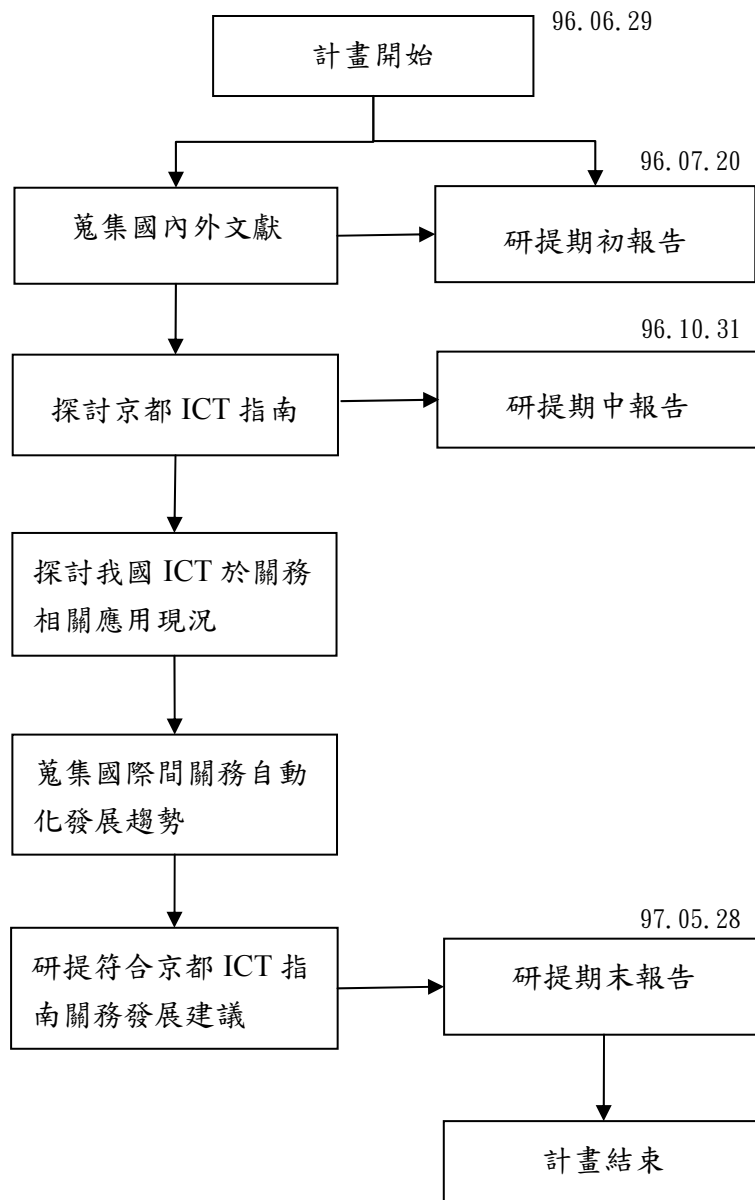 96.06.29
計畫開始
96.07.20
蒐集國內外文獻
研提期初報告
96.10.31
探討京都 ICT 指南
研提期中報告
探討我國 ICT 於關務
相關應用現況
蒐集國際間關務自動
化發展趨勢
97.05.28
研提符合京都 ICT 指
南關務發展建議
研提期末報告
計畫結束